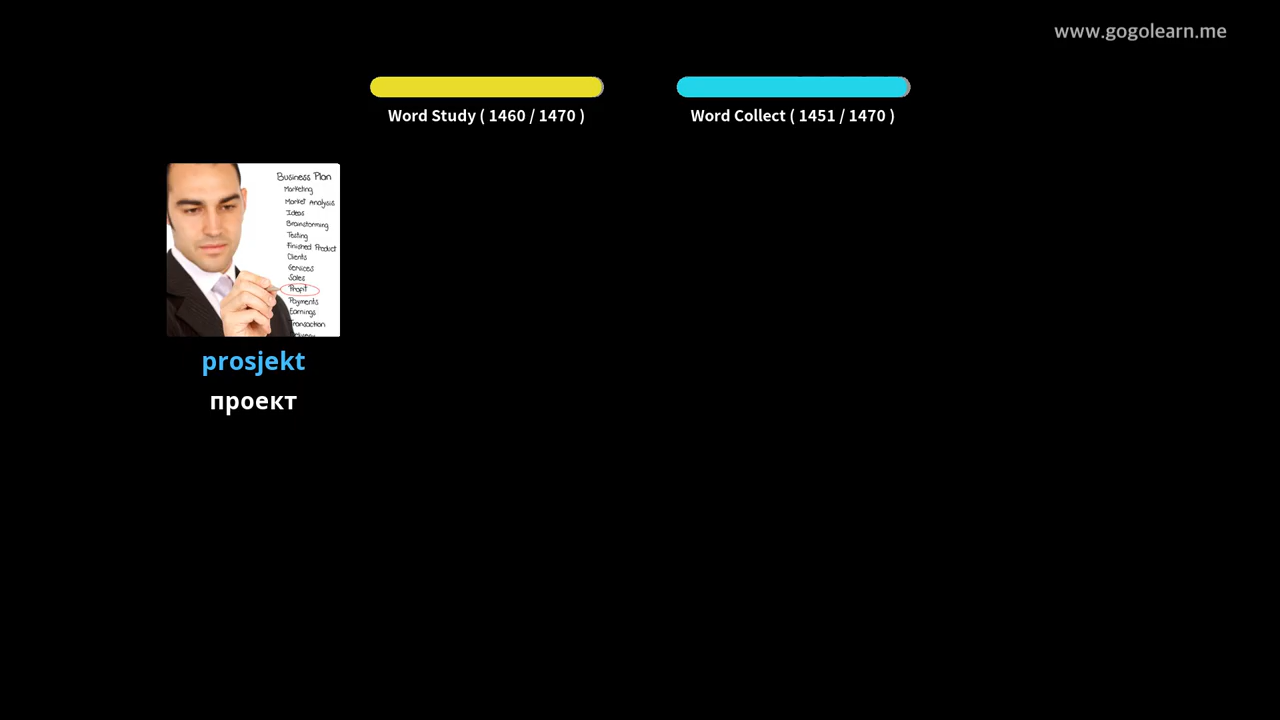 www.gogolearn.me
Word Study ( 1460 / 1470 )
Word Collect ( 1451 / 1470 )
Business Plan
Marketing
Market Analysis
Ideas
Brainstorming
Testing
Finished Product
Clients
Services
Sales
Profit
Payments
Earnings
Transaction
prosjekt
проект